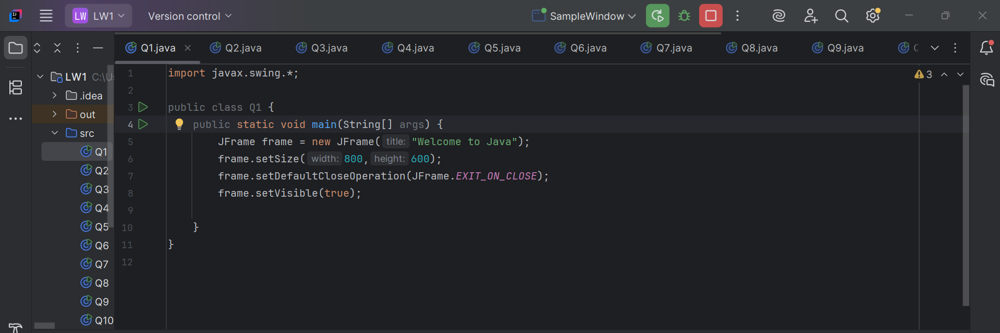 LW LW1 Version control SampleWindow
Q1.java Q2.java Q3.java Q4.java Q5.java Q6.java Q7.java Q8.java Q9.java
LW1 C:\Us
.idea
out
src
Q1
Q2
Q3
Q4
Q5
Q6
Q7
Q8
Q9
Q10
3
1 import javax.swing.*;
2
3 public class Q1 {
4 public static void main(String[] args) {
5 JFrame frame = new JFrame( title: "Welcome to Java");
6 frame.setSize( width: 800, height: 600);
7 frame.setDefaultCloseOperation(JFrame.EXIT_ON_CLOSE);
8 frame.setVisible(true);
9
10 }
11 }
12